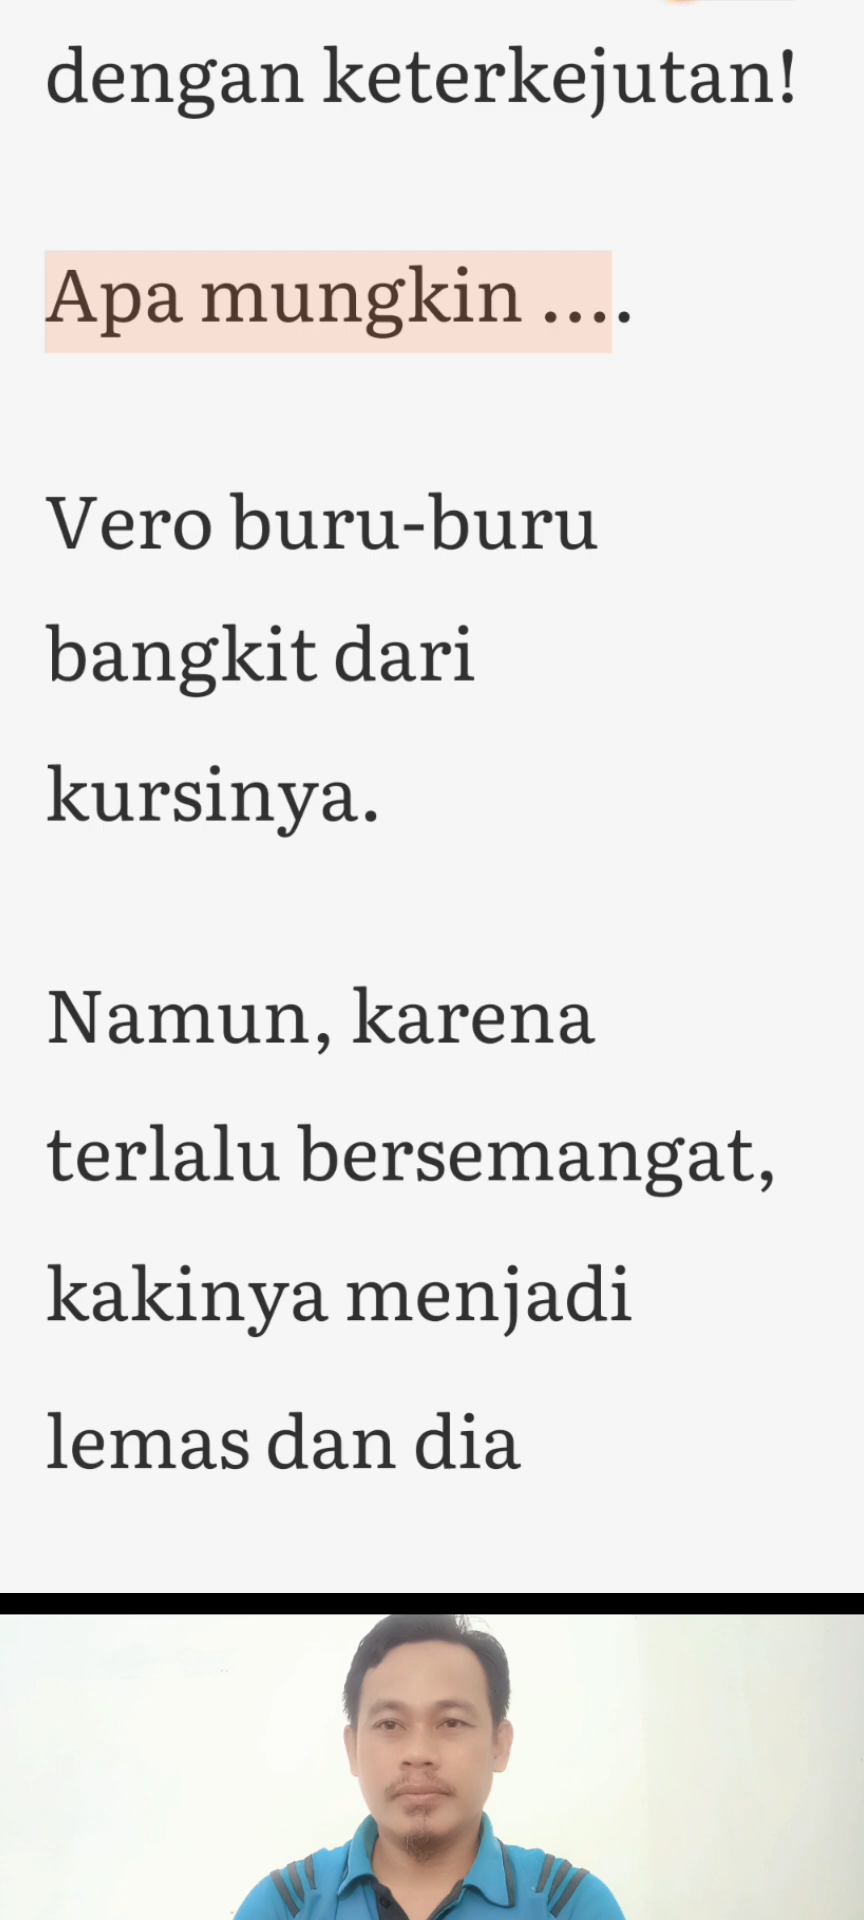 dengan keterkejutan!
Apa mungkin ....
Vero buru-buru
bangkit dari
kursinya.
Namun, karena
terlalu bersemangat,
kakinya menjadi
lemas dan dia